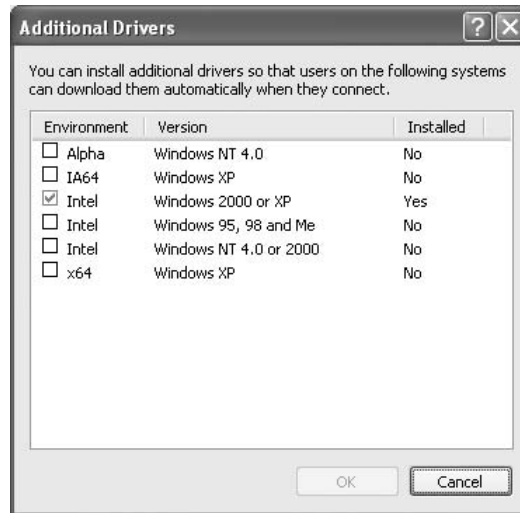 Additional Drivers
You can install additional drivers so that users on the following systems
can download them automatically when they connect.
Environment Version Installed
Alpha Windows NT 4.0 No
IA64 Windows XP No
Intel Windows 2000 or XP Yes
Intel Windows 95, 98 and Me No
Intel Windows NT 4.0 or 2000 No
x64 Windows XP No
OK Cancel